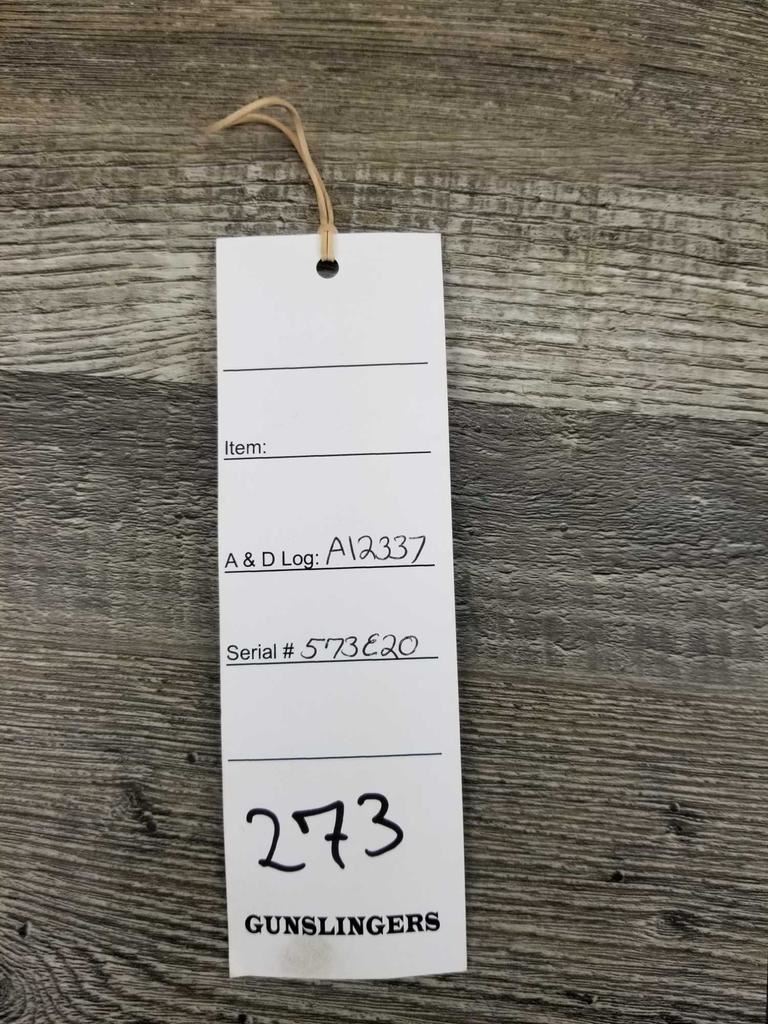 Item:
A & D Log: A12337
Serial # 573E20
273
GUNSLINGERS